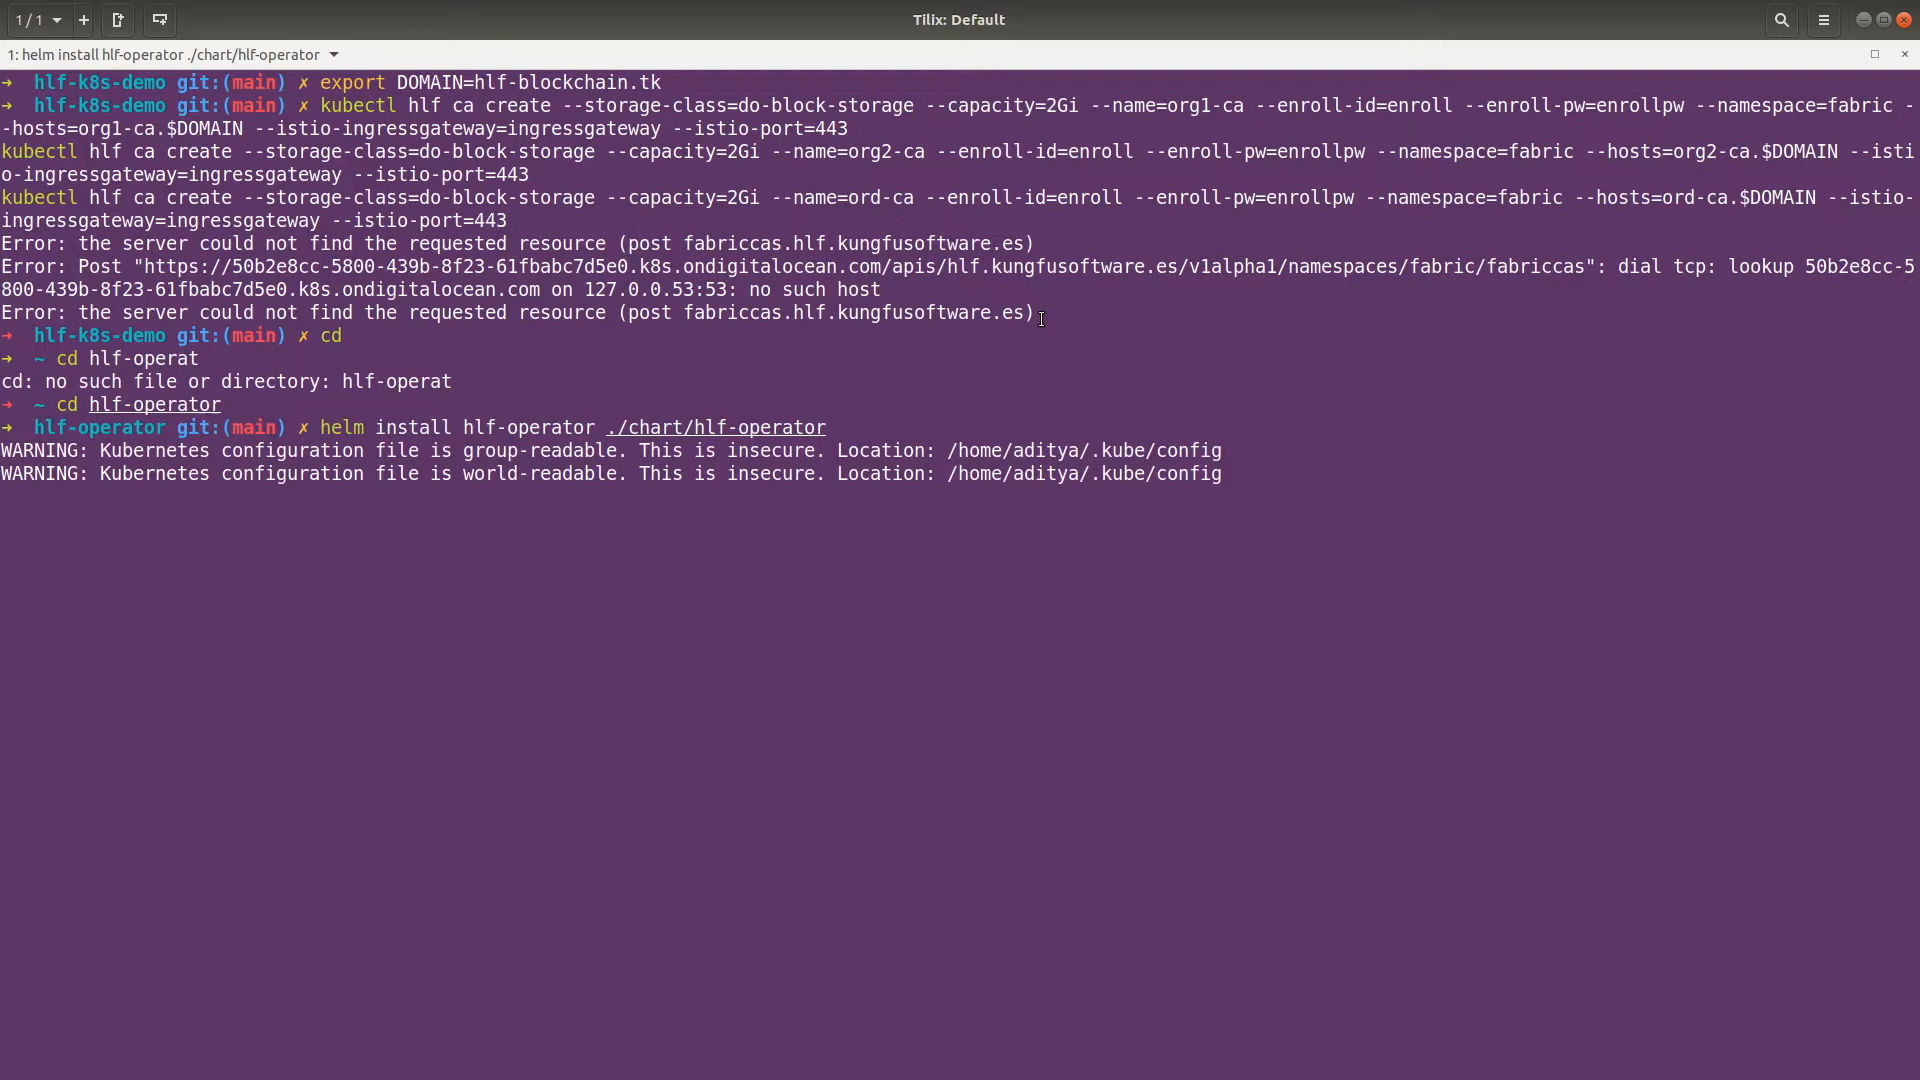 1 / 1
Tilix: Default
1: helm install hlf-operator ./chart/hlf-operator
➜  hlf-k8s-demo git:(main) ✗ export DOMAIN=hlf-blockchain.tk
➜  hlf-k8s-demo git:(main) ✗ kubectl hlf ca create --storage-class=do-block-storage --capacity=2Gi --name=org1-ca --enroll-id=enroll --enroll-pw=enrollpw --namespace=fabric -
-hosts=org1-ca.$DOMAIN --istio-ingressgateway=ingressgateway --istio-port=443
kubectl hlf ca create --storage-class=do-block-storage --capacity=2Gi --name=org2-ca --enroll-id=enroll --enroll-pw=enrollpw --namespace=fabric --hosts=org2-ca.$DOMAIN --isti
o-ingressgateway=ingressgateway --istio-port=443
kubectl hlf ca create --storage-class=do-block-storage --capacity=2Gi --name=ord-ca --enroll-id=enroll --enroll-pw=enrollpw --namespace=fabric --hosts=ord-ca.$DOMAIN --istio-
ingressgateway=ingressgateway --istio-port=443
Error: the server could not find the requested resource (post fabriccas.hlf.kungfusoftware.es)
Error: Post "https://50b2e8cc-5800-439b-8f23-61fbabc7d5e0.k8s.ondigitalocean.com/apis/hlf.kungfusoftware.es/v1alpha1/namespaces/fabric/fabriccas": dial tcp: lookup 50b2e8cc-5
800-439b-8f23-61fbabc7d5e0.k8s.ondigitalocean.com on 127.0.0.53:53: no such host
Error: the server could not find the requested resource (post fabriccas.hlf.kungfusoftware.es)
➜  hlf-k8s-demo git:(main) ✗ cd
➜  ~ cd hlf-operat
cd: no such file or directory: hlf-operat
➜  ~ cd hlf-operator
➜  hlf-operator git:(main) ✗ helm install hlf-operator ./chart/hlf-operator
WARNING: Kubernetes configuration file is group-readable. This is insecure. Location: /home/aditya/.kube/config
WARNING: Kubernetes configuration file is world-readable. This is insecure. Location: /home/aditya/.kube/config